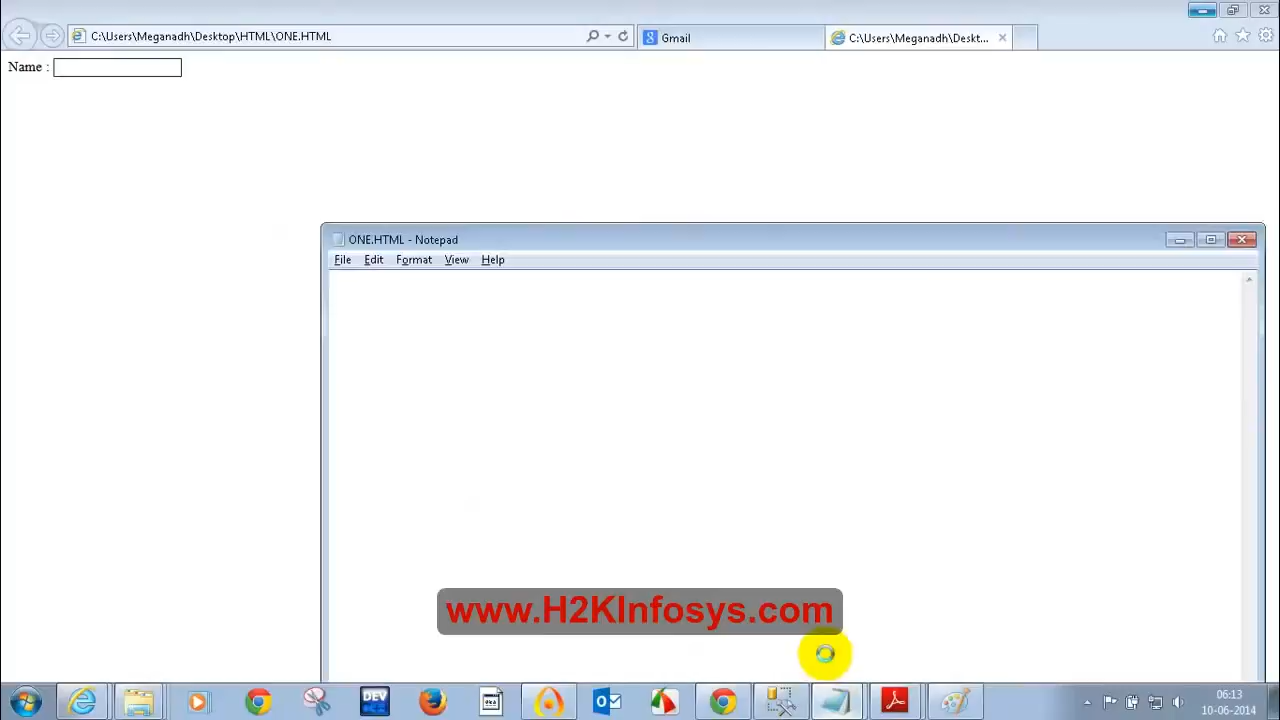 C:\Users\Meganadh\Desktop\HTML\ONE.HTML
Gmail
C:\Users\Meganadh\Deskt...
Name :
ONE.HTML - Notepad
File Edit Format View Help
www.H2KInfosys.com
DEV
06:13
10-06-2014